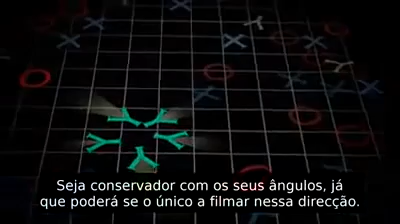 Seja conservador com os seus ângulos, já
que poderá se o único a filmar nessa direcção.